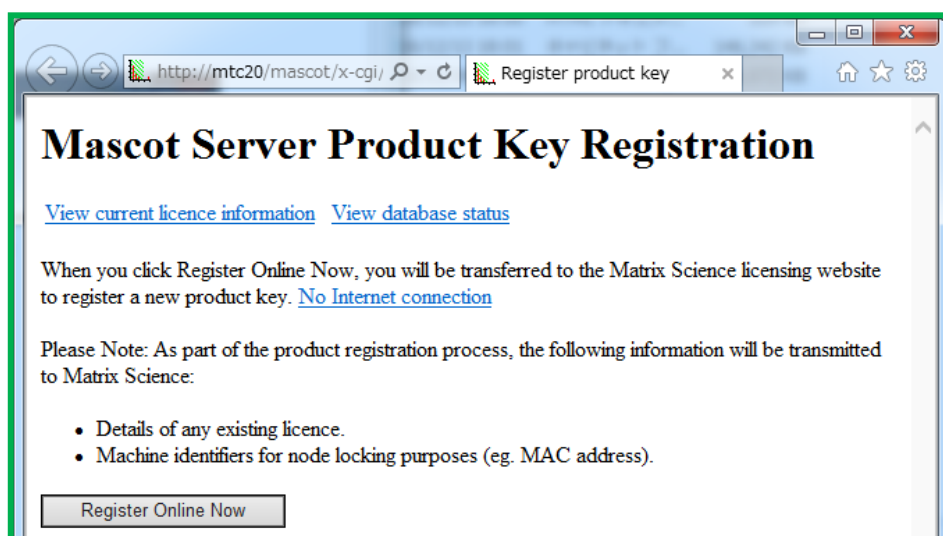 http://mtc20/mascot/x-cgi/
Register product key
Mascot Server Product Key Registration
View current licence information View database status
When you click Register Online Now, you will be transferred to the Matrix Science licensing website
to register a new product key. No Internet connection
Please Note: As part of the product registration process, the following information will be transmitted
to Matrix Science:
• Details of any existing licence.
• Machine identifiers for node locking purposes (eg. MAC address).
Register Online Now